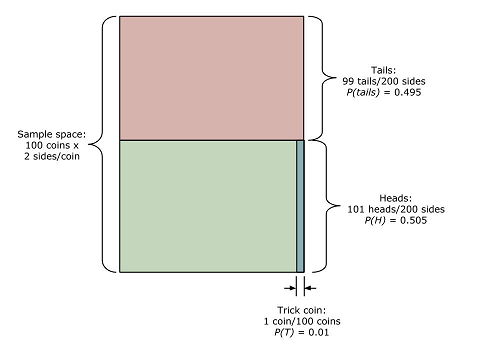 Tails:
99 tails/200 sides
P(tails) = 0.495
Sample space:
100 coins x
2 sides/coin
Heads:
101 heads/200 sides
P(H) = 0.505
Trick coin:
1 coin/100 coins
P(T) = 0.01